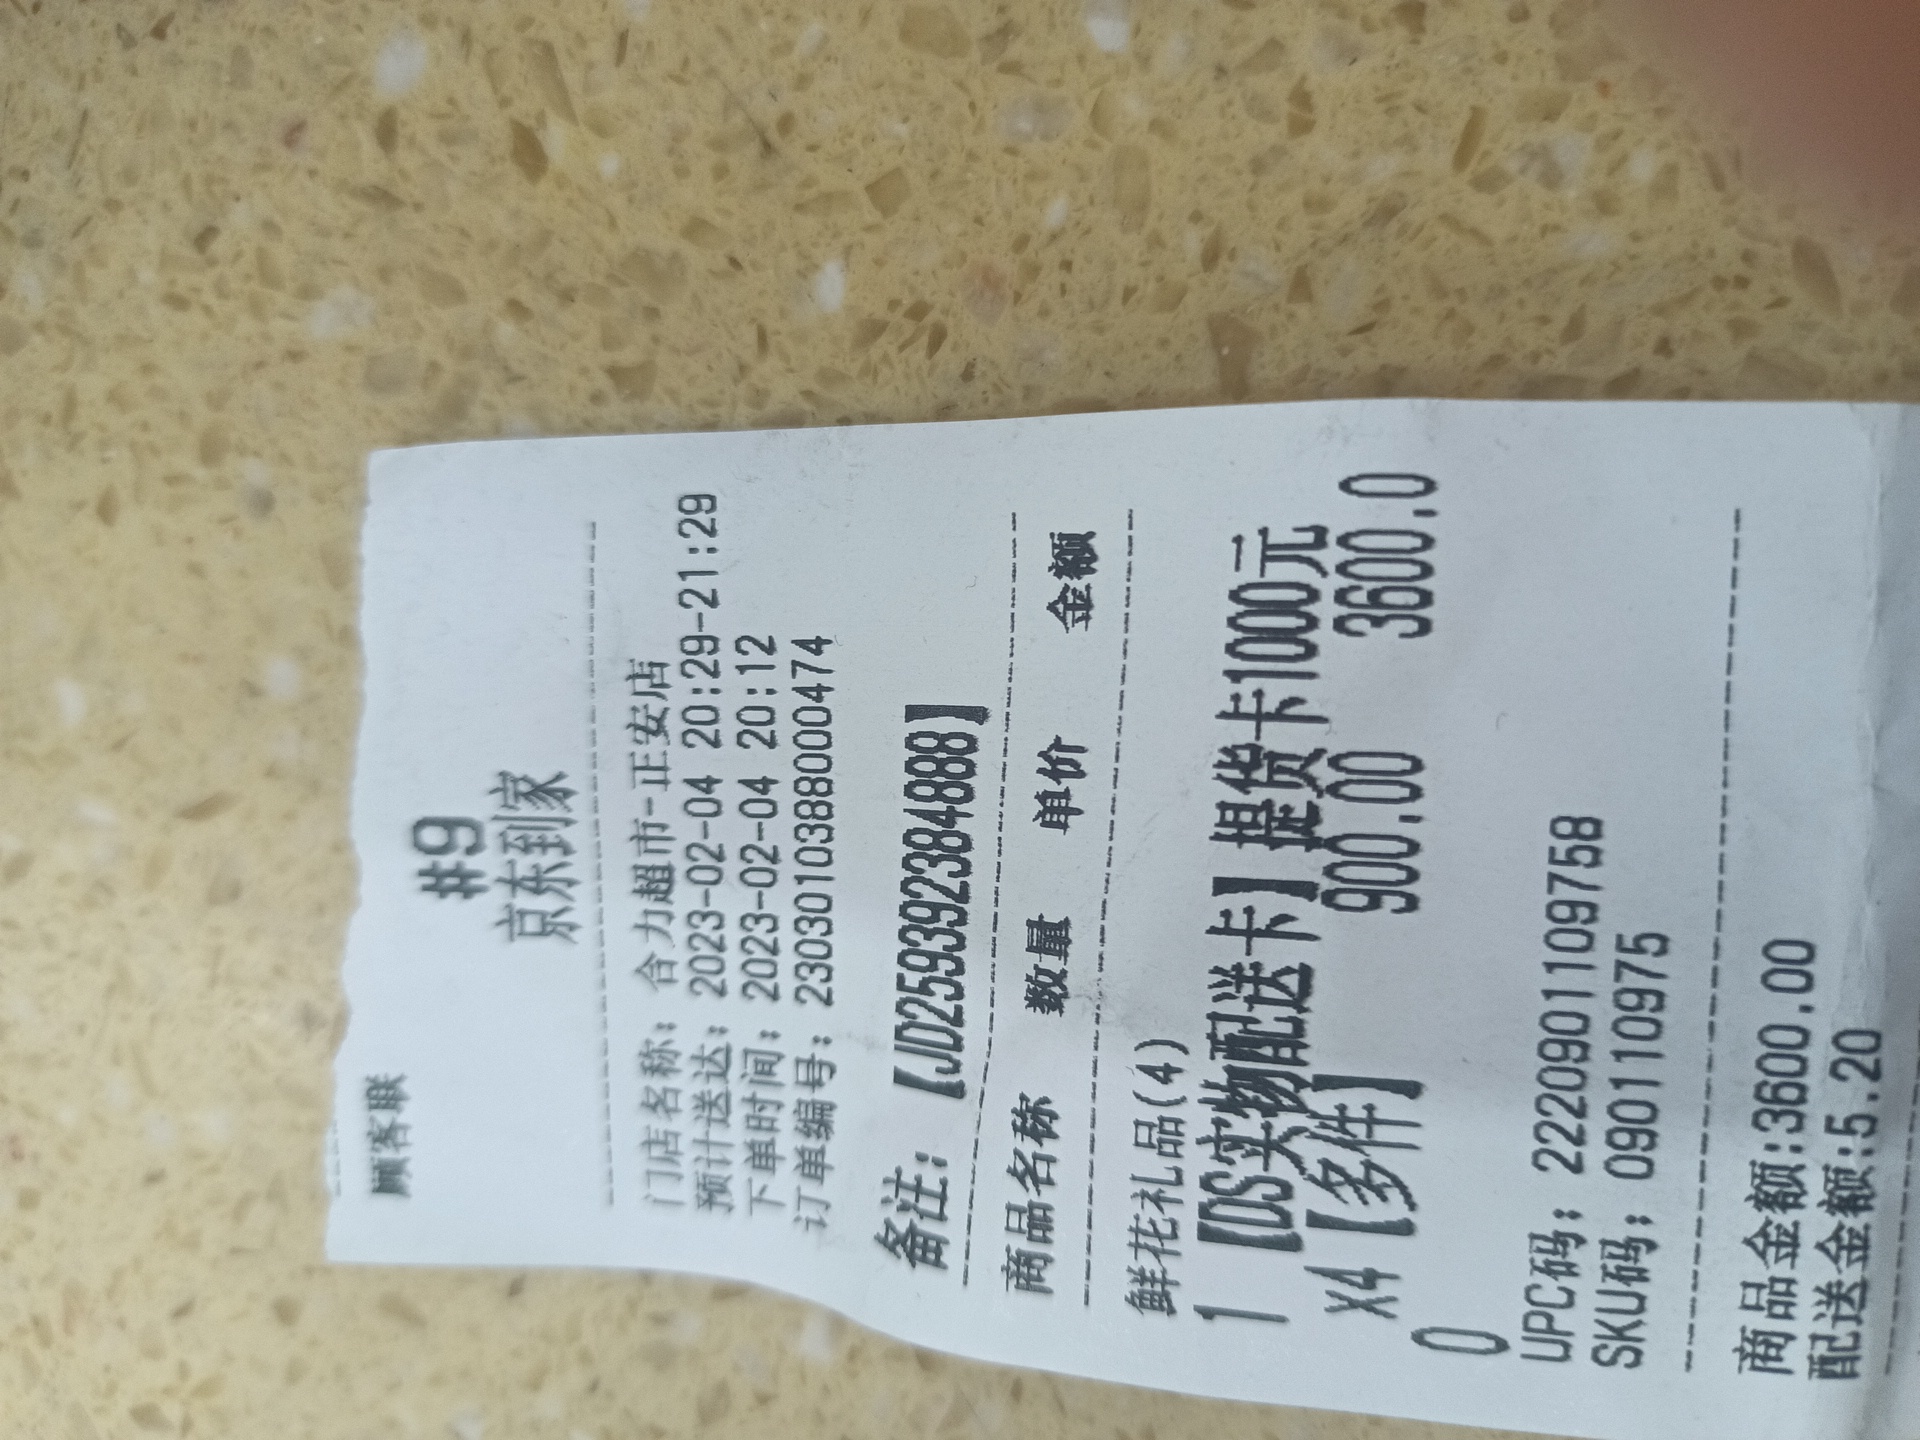 顾客联
#9
京东到家
门店名称: 合力超市-正安店
预计送达: 2023-02-04 20:29-21:29
下单时间: 2023-02-04 20:12
订单编号: 2303010388000474
备注: 【JD259392384888】
商品名称 数量 单价 金额
鲜花礼品(4)
1 【DS实物配送卡】提货卡1000元
x4【多件】 900.00 3600.0
0
UPC码: 2220901109758
SKU码: 090110975
商品金额:3600.00
配送金额:5.20